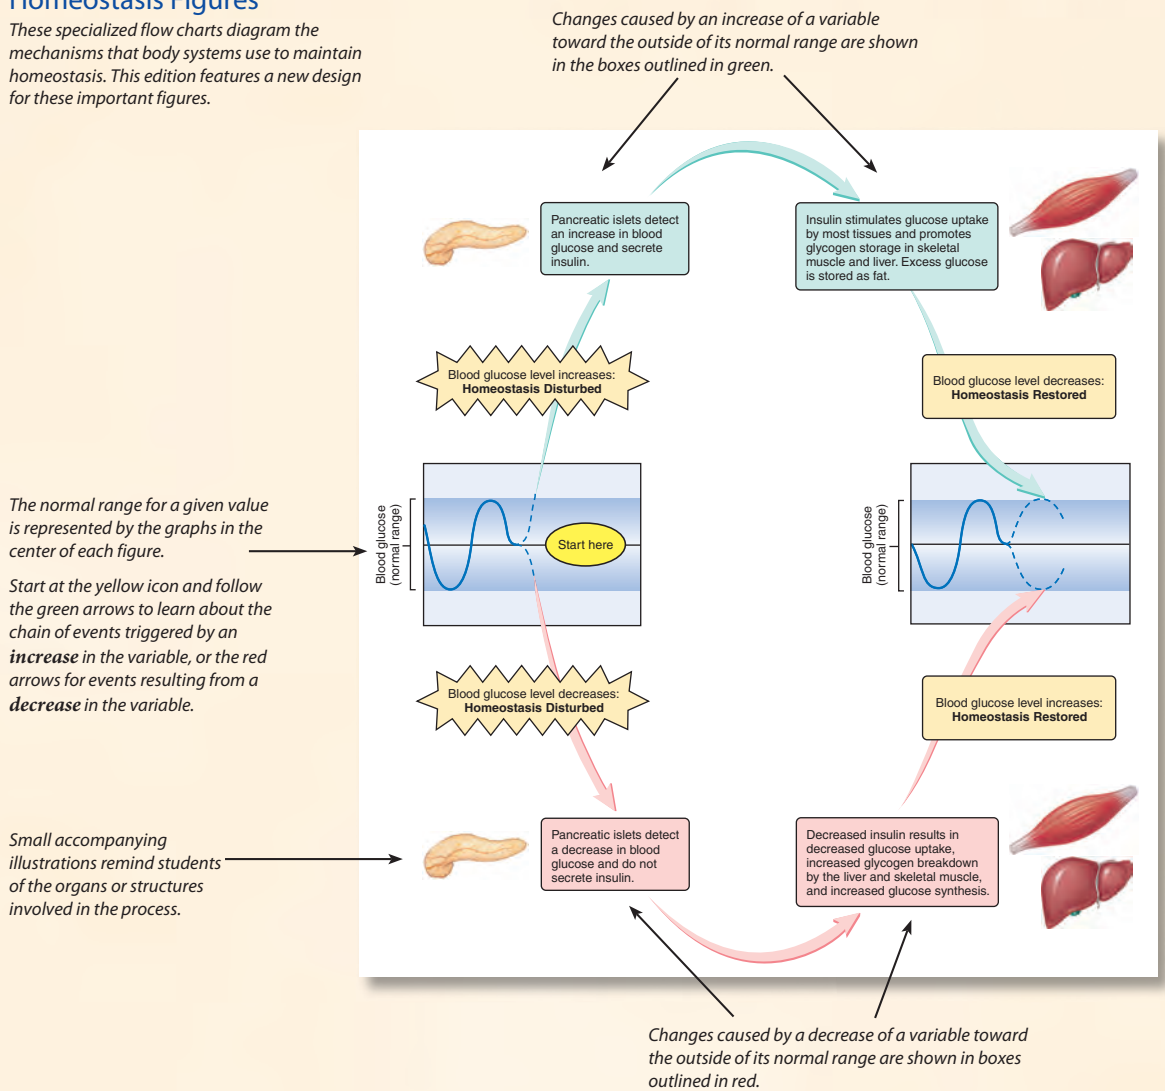 Homeostasis Figures
These specialized flow charts diagram the
mechanisms that body systems use to maintain
homeostasis. This edition features a new design
for these important figures.
Changes caused by an increase of a variable
toward the outside of its normal range are shown
in the boxes outlined in green.
Pancreatic islets detect
an increase in blood
glucose and secrete
insulin.
Insulin stimulates glucose uptake
by most tissues and promotes
glycogen storage in skeletal
muscle and liver. Excess glucose
is stored as fat.
Blood glucose level increases:
Homeostasis Disturbed
Blood glucose level decreases:
Homeostasis Restored
The normal range for a given value
is represented by the graphs in the
center of each figure.
Start at the yellow icon and follow
the green arrows to learn about the
chain of events triggered by an
increase in the variable, or the red
arrows for events resulting from a
decrease in the variable.
Blood glucose
(normal range)
Start here
Blood glucose
(normal range)
Blood glucose level decreases:
Homeostasis Disturbed
Blood glucose level increases:
Homeostasis Restored
Small accompanying
illustrations remind students
of the organs or structures
involved in the process.
Pancreatic islets detect
a decrease in blood
glucose and do not
secrete insulin.
Decreased insulin results in
decreased glucose uptake,
increased glycogen breakdown
by the liver and skeletal muscle,
and increased glucose synthesis.
Changes caused by a decrease of a variable toward
the outside of its normal range are shown in boxes
outlined in red.